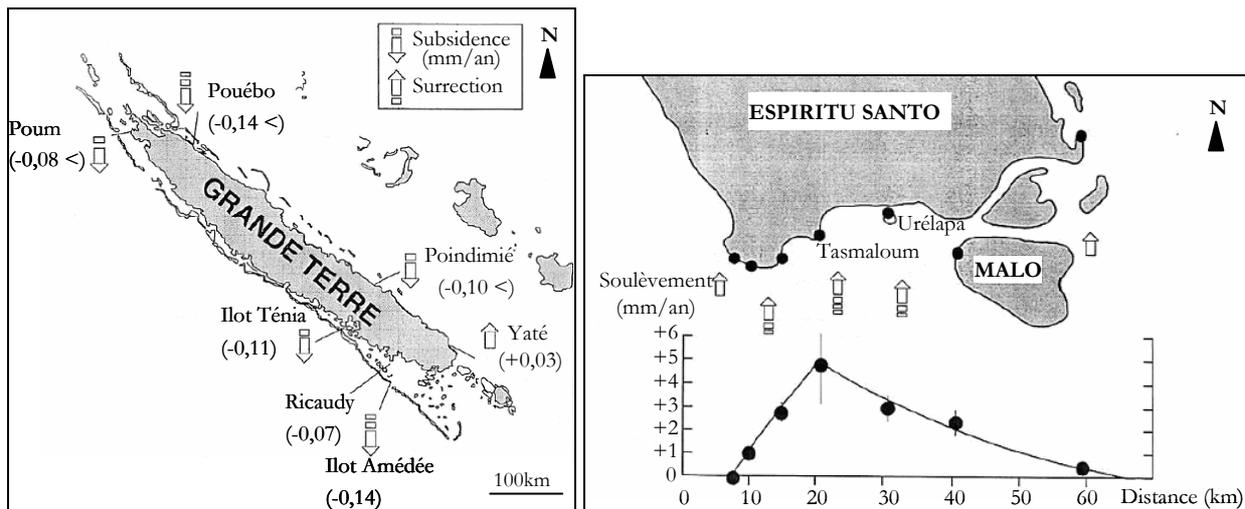 N
Subsidence
(mm/an)
Surrection
Pouébo
(-0,14 <)
Poum
(-0,08 <)
GRANDE TERRE
Poindimié
(-0,10 <)
Ilot Ténia
(-0,11)
Yaté
(+0,03)
Ricaudy
(-0,07)
Ilot Amédée
(-0,14)
100km
ESPIRITU SANTO
N
Urélapa
Tasmaloum
MALO
Soulèvement
(mm/an)
+6
+5
+4
+3
+2
+1
0
0 10 20 30 40 50 60 Distance (km)